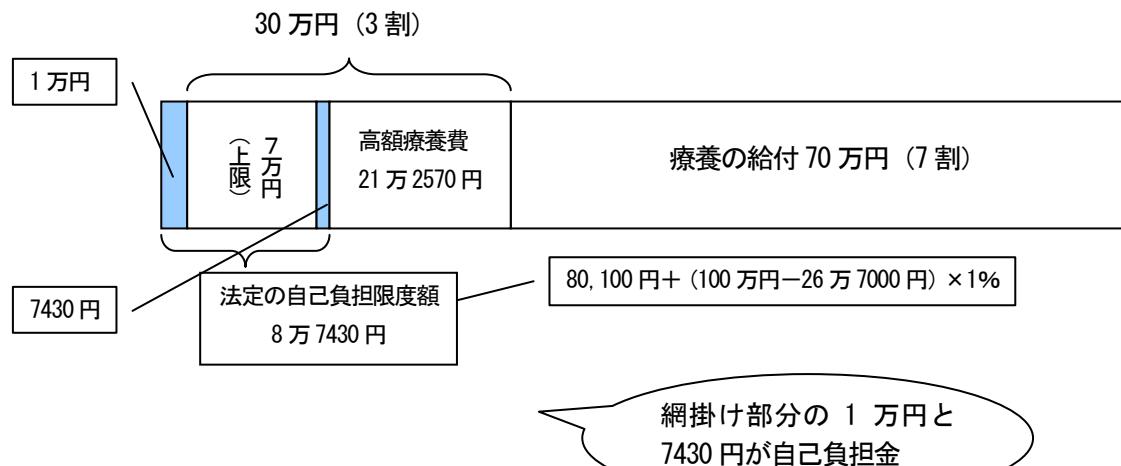 30 万円（3 割）
1 万円
7万円
（上限）
高額療養費
21 万 2570 円
療養の給付 70 万円（7 割）
7430 円
法定の自己負担限度額
8 万 7430 円
80,100 円＋（100 万円－26 万 7000 円）×1％
網掛け部分の 1 万円と
7430 円が自己負担金